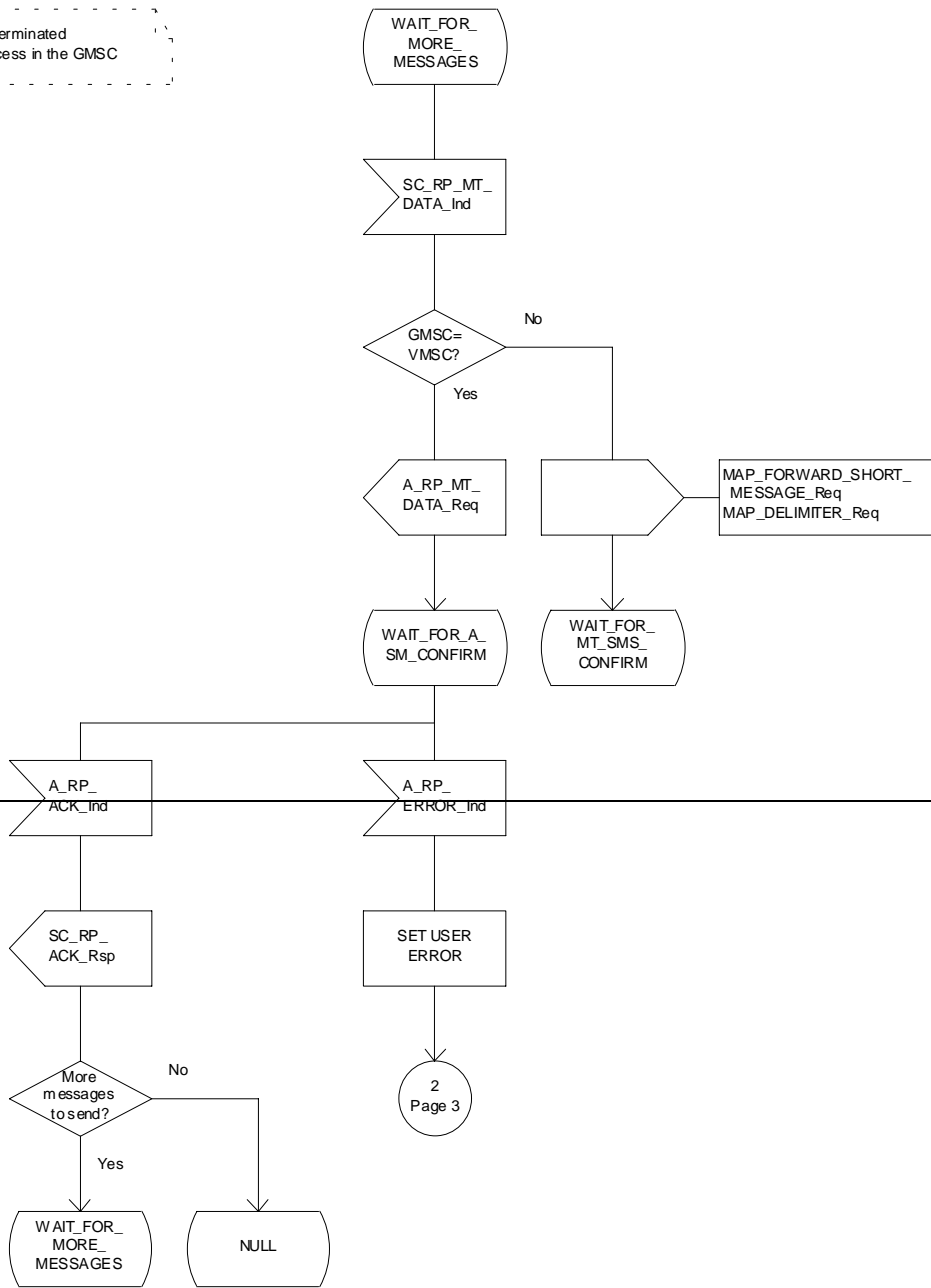 erminated
cess in the GMSC
WAIT_FOR_
MORE_
MESSAGES
SC_RP_MT_
DATA_Ind
GMSC=
VMSC?
No
Yes
A_RP_MT_
DATA_Req
MAP_FORWARD_SHORT_
MESSAGE_Req
MAP_DELIMITER_Req
WAIT_FOR_A_
SM_CONFIRM
WAIT_FOR_
MT_SMS_
CONFIRM
A_RP_
ACK_Ind
A_RP_
ERROR_Ind
SC_RP_
ACK_Rsp
SET USER
ERROR
More
messages
to send?
No
Yes
2
Page 3
WAIT_FOR_
MORE_
MESSAGES
NULL